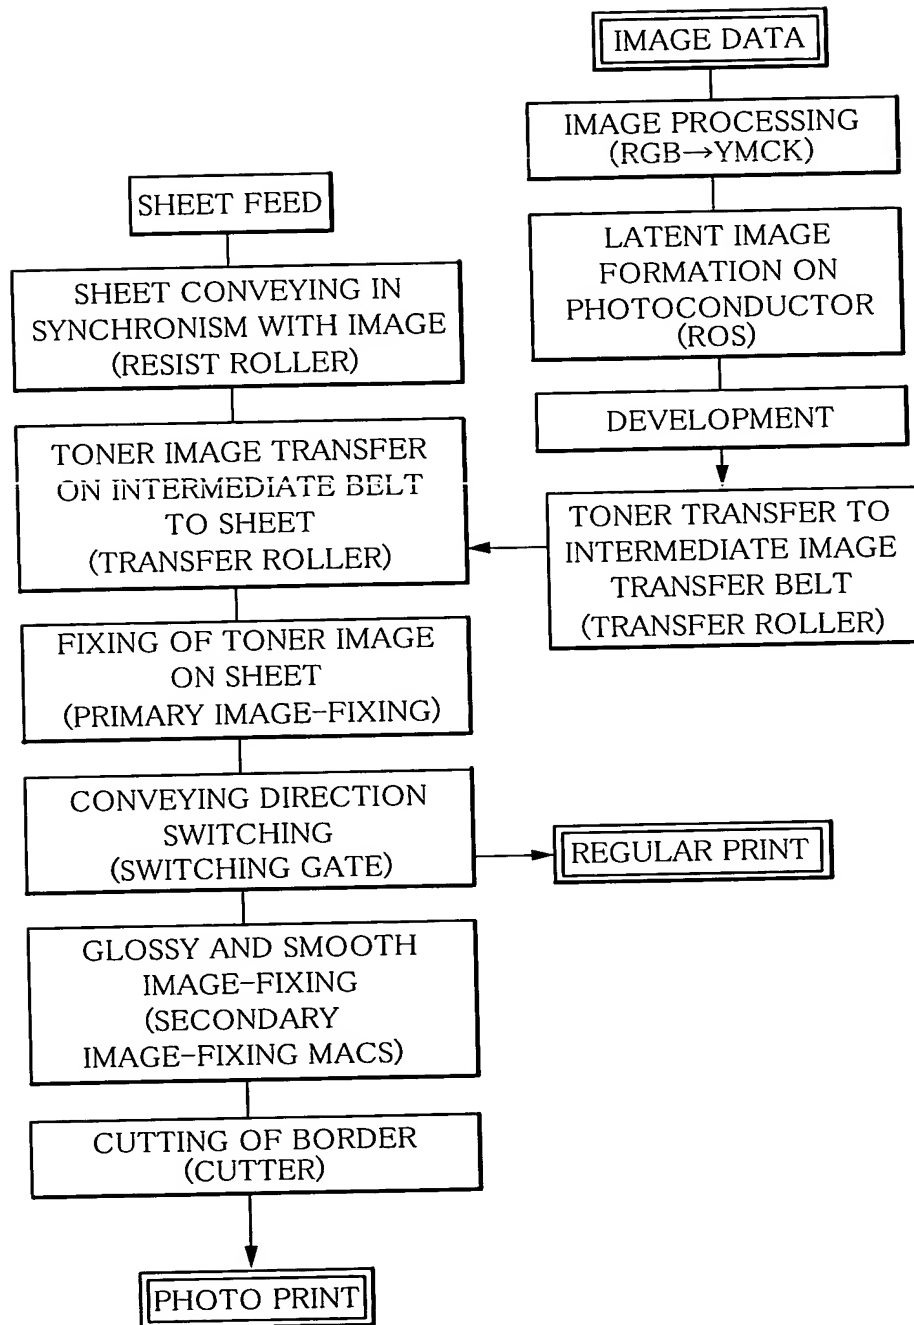 IMAGE DATA
IMAGE PROCESSING
(RGB→YMCK)
LATENT IMAGE
FORMATION ON
PHOTOCONDUCTOR
(ROS)
DEVELOPMENT
TONER TRANSFER TO
INTERMEDIATE IMAGE
TRANSFER BELT
(TRANSFER ROLLER)
SHEET FEED
SHEET CONVEYING IN
SYNCHRONISM WITH IMAGE
(RESIST ROLLER)
TONER IMAGE TRANSFER
ON INTERMEDIATE BELT
TO SHEET
(TRANSFER ROLLER)
FIXING OF TONER IMAGE
ON SHEET
(PRIMARY IMAGE-FIXING)
CONVEYING DIRECTION
SWITCHING
(SWITCHING GATE)
REGULAR PRINT
GLOSSY AND SMOOTH
IMAGE-FIXING
(SECONDARY
IMAGE-FIXING MACS)
CUTTING OF BORDER
(CUTTER)
PHOTO PRINT